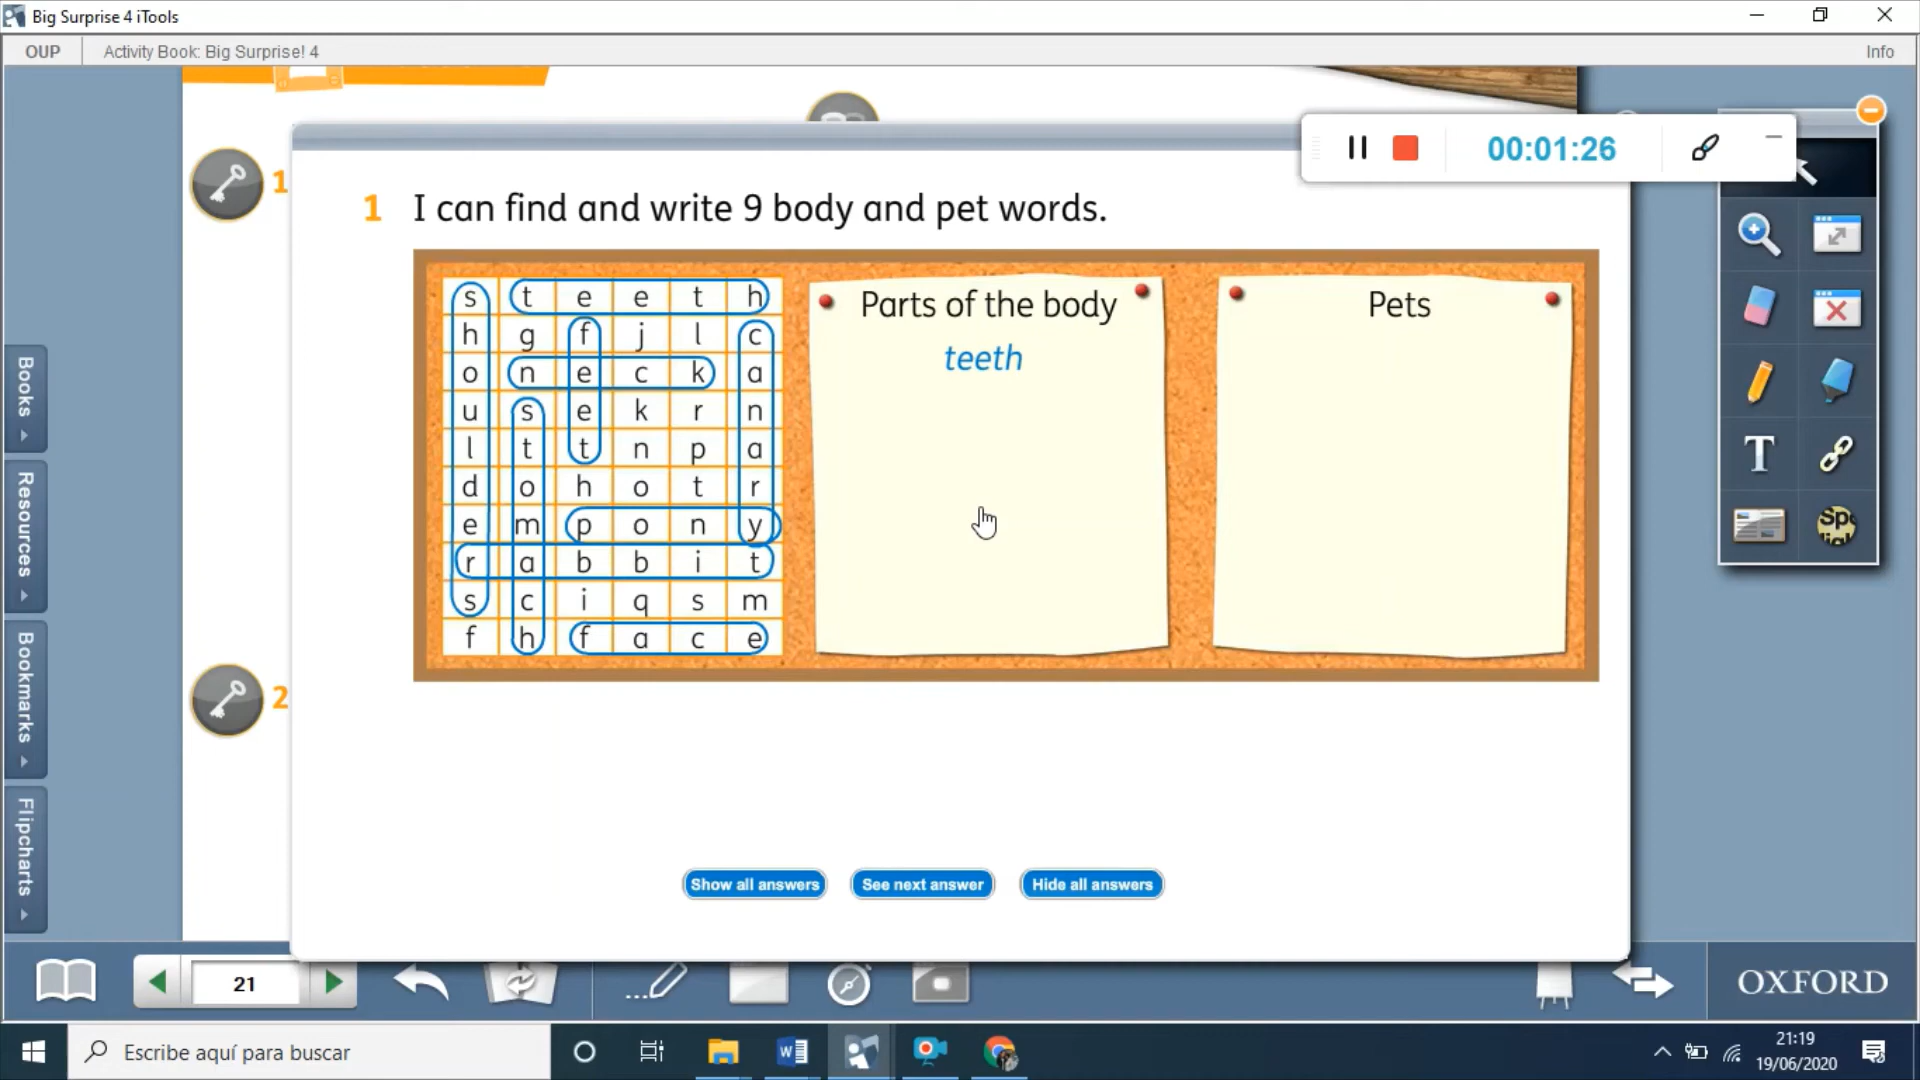 Big Surprise 4 iTools
OUP
Activity Book: Big Surprise! 4
Info
00:01:26
1
1 I can find and write 9 body and pet words.
s t e e t h
h g f j l c
o n e c k a
u s e k r n
l t t n p a
d o h o t r
e m p o n y
r a b b i t
s c i q s m
f h f a c e
Parts of the body
teeth
Pets
Books
Resources
Bookmarks
Flipcharts
2
T
Show all answers
See next answer
Hide all answers
21
OXFORD
Escribe aquí para buscar
21:19
19/06/2020